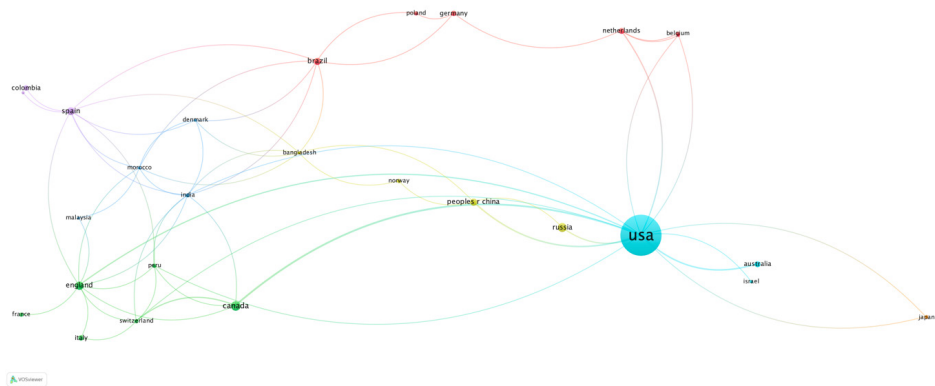 poland
germany
netherlands
belgium
brazil
colombia
spain
denmark
bangladesh
morocco
norway
india
peoples r china
malaysia
russia
usa
peru
australia
england
israel
canada
france
switzerland
japan
italy
VOSviewer